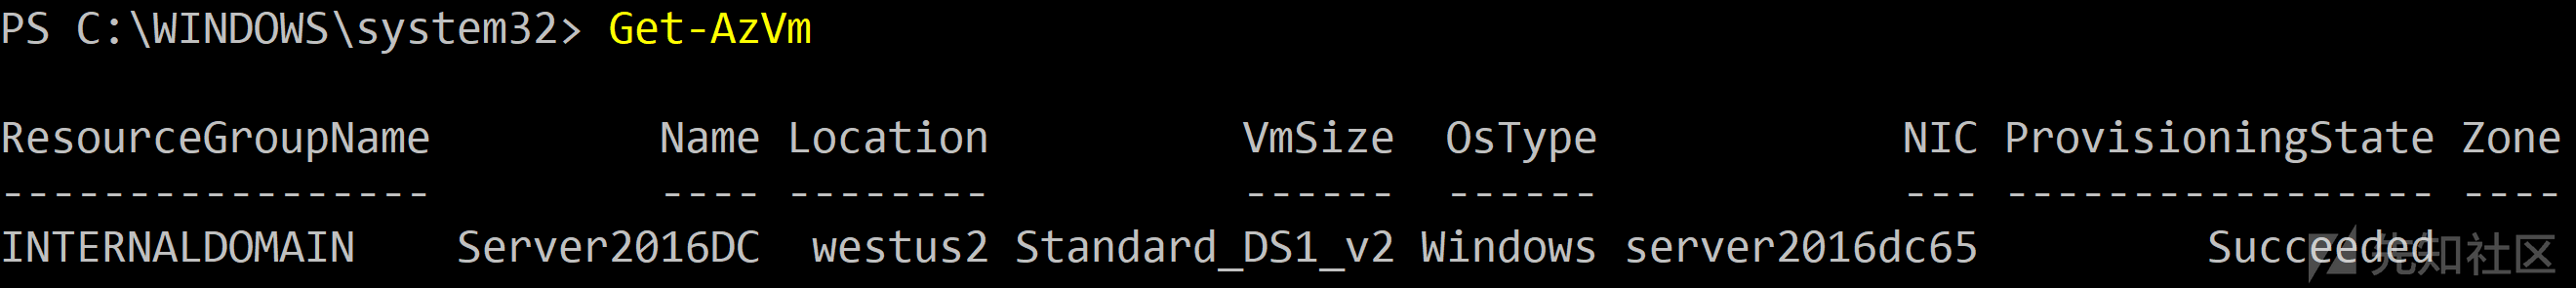 PS C:\WINDOWS\system32> Get-AzVm
ResourceGroupName Name Location VmSize OsType NIC ProvisioningState Zone
----------------- ---- -------- ------ ------ --- ----------------- ----
INTERNALDOMAIN Server2016DC westus2 Standard_DS1_v2 Windows server2016dc65 Succeeded
先知社区